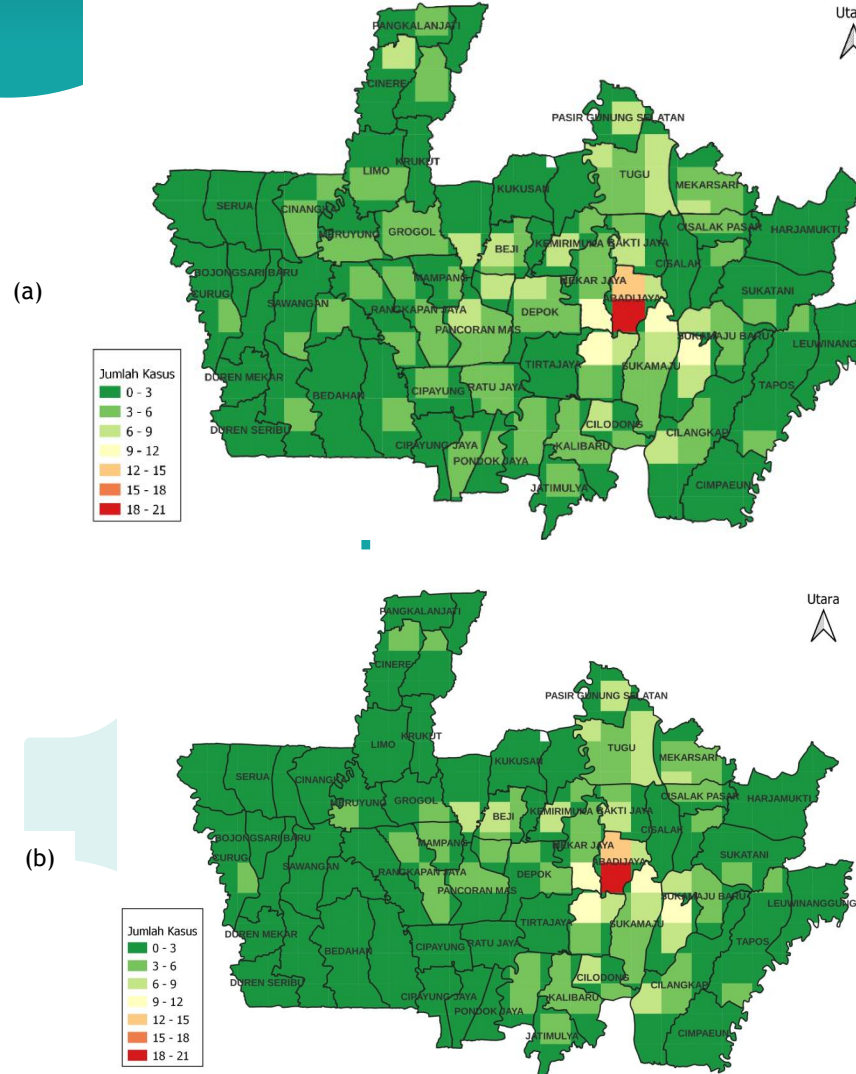 Uta
PANGKALANJATI
CINERE
PASIR GUNUNG SELATAN
KRUKUT
LIMO
TUGU
MEKARSARI
KUKUSAN
SERUA
CINANGKA
MERUYUNG
GROGOL
CISALAK PASAR
HARJAMUKTI
BEJI
KEMIRIMUKA
BAKTI JAYA
CISALAK
BOJONGSARI BARU
MAMPANG
MEKAR JAYA
SUKATANI
(a)
CURUG
SAWANGAN
RANGKAPAN JAYA
DEPOK
ABADIJAYA
PANCORAN MAS
SUKAMAJU BARU
LEUWINANG
TIRTAJAYA
SUKAMAJU
DUREN MEKAR
CIPAYUNG
RATU JAYA
TAPOS
BEDAHAN
DUREN SERIBU
CILODONG
CILANGKAP
CIPAYUNG JAYA
KALIBARU
PONDOK JAYA
CIMPAEUN
JATIMULYA
Jumlah Kasus
0 - 3
3 - 6
6 - 9
9 - 12
12 - 15
15 - 18
18 - 21
Utara
PANGKALANJATI
CINERE
PASIR GUNUNG SELATAN
KRUKUT
LIMO
TUGU
MEKARSARI
KUKUSAN
SERUA
CINANGKA
MERUYUNG
GROGOL
CISALAK PASAR
HARJAMUKTI
BEJI
KEMIRIMUKA
BAKTI JAYA
CISALAK
BOJONGSARI BARU
MAMPANG
MEKAR JAYA
SUKATANI
(b)
CURUG
SAWANGAN
RANGKAPAN JAYA
DEPOK
ABADIJAYA
PANCORAN MAS
SUKAMAJU BARU
LEUWINANGGUNG
TIRTAJAYA
SUKAMAJU
DUREN MEKAR
BEDAHAN
CIPAYUNG
RATU JAYA
TAPOS
DUREN SERIBU
CILODONG
CILANGKAP
CIPAYUNG JAYA
KALIBARU
PONDOK JAYA
CIMPAEUN
JATIMULYA
Jumlah Kasus
0 - 3
3 - 6
6 - 9
9 - 12
12 - 15
15 - 18
18 - 21